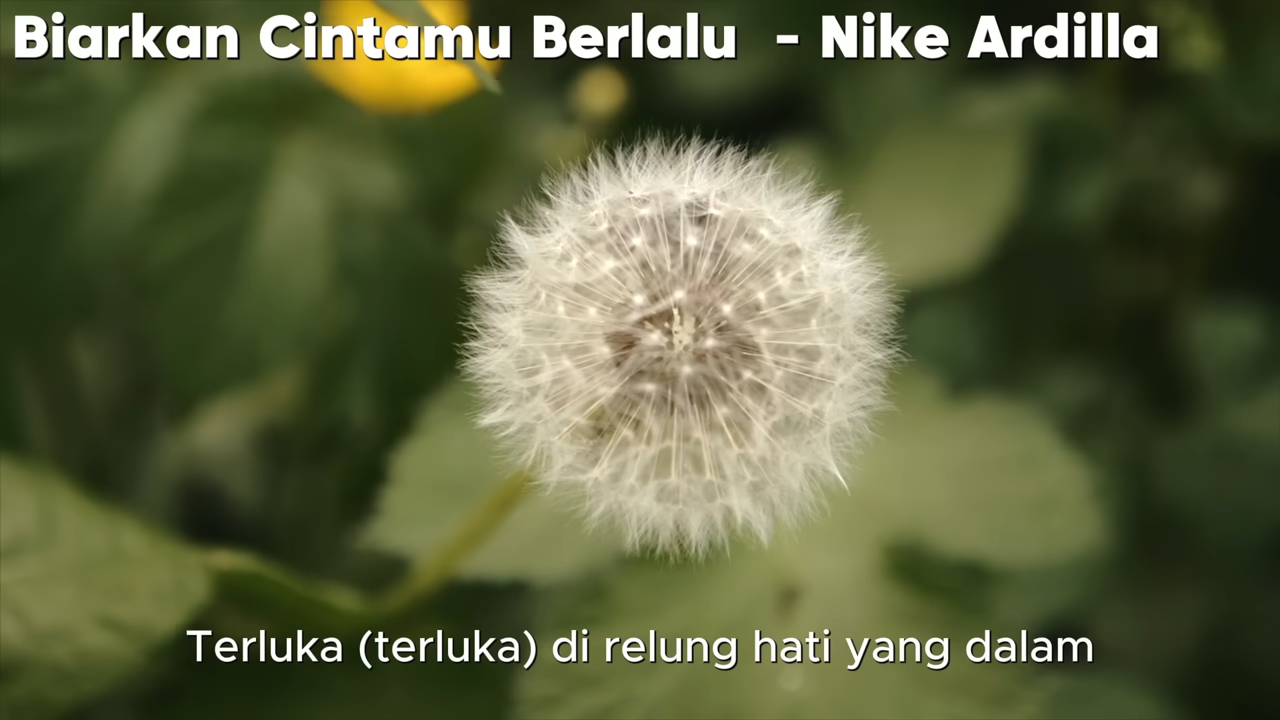 Biarkan Cintamu Berlalu - Nike Ardilla
Terluka (terluka) di relung hati yang dalam